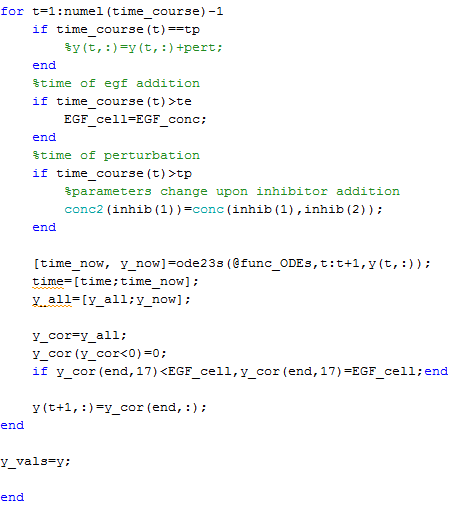 for t=1:numel(time_course)-1
if time_course(t)==tp
%y(t,:)=y(t,:)+pert;
end
%time of egf addition
if time_course(t)>te
EGF_cell=EGF_conc;
end
%time of perturbation
if time_course(t)>tp
%parameters change upon inhibitor addition
conc2(inhib(1))=conc(inhib(1),inhib(2));
end
[time_now, y_now]=ode23s(@func_ODEs,t:t+1,y(t,:));
time=[time;time_now];
y_all=[y_all;y_now];
y_cor=y_all;
y_cor(y_cor<0)=0;
if y_cor(end,17)<EGF_cell,y_cor(end,17)=EGF_cell;end
y(t+1,:)=y_cor(end,:);
end
y_vals=y;
end